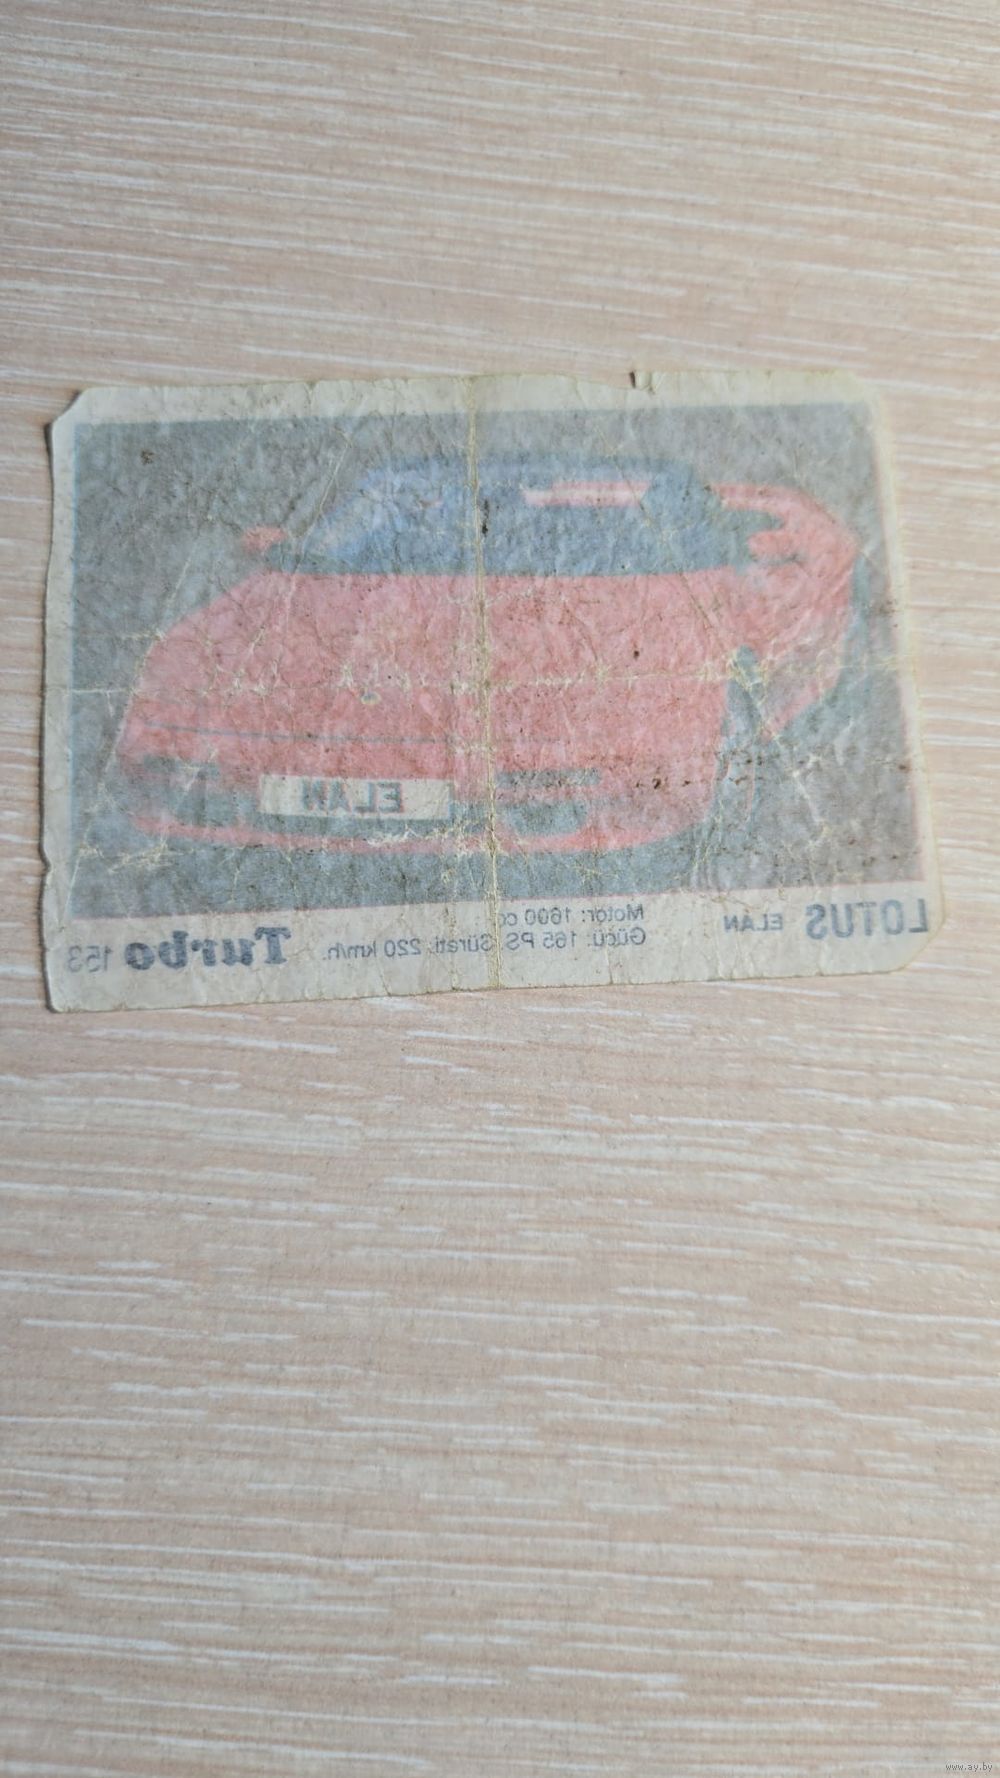 ELAN
LOTUS ELAN
Motor: 1600 cc
Gücü: 165 PS Sürati: 220 km/h.
Turbo 153
www.ay.by